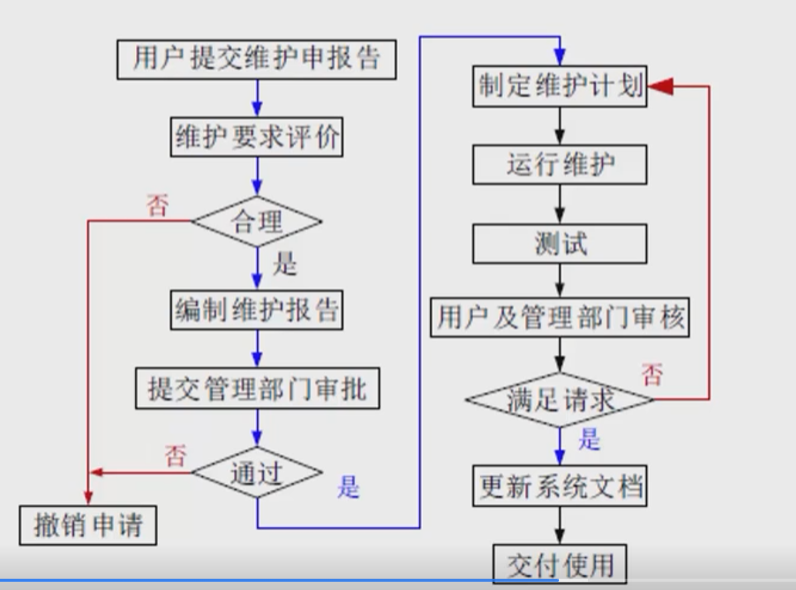 用户提交维护申报告
维护要求评价
否
合理
是
编制维护报告
提交管理部门审批
否
通过
是
撤销申请
制定维护计划
运行维护
测试
用户及管理部门审核
否
满足请求
是
更新系统文档
交付使用